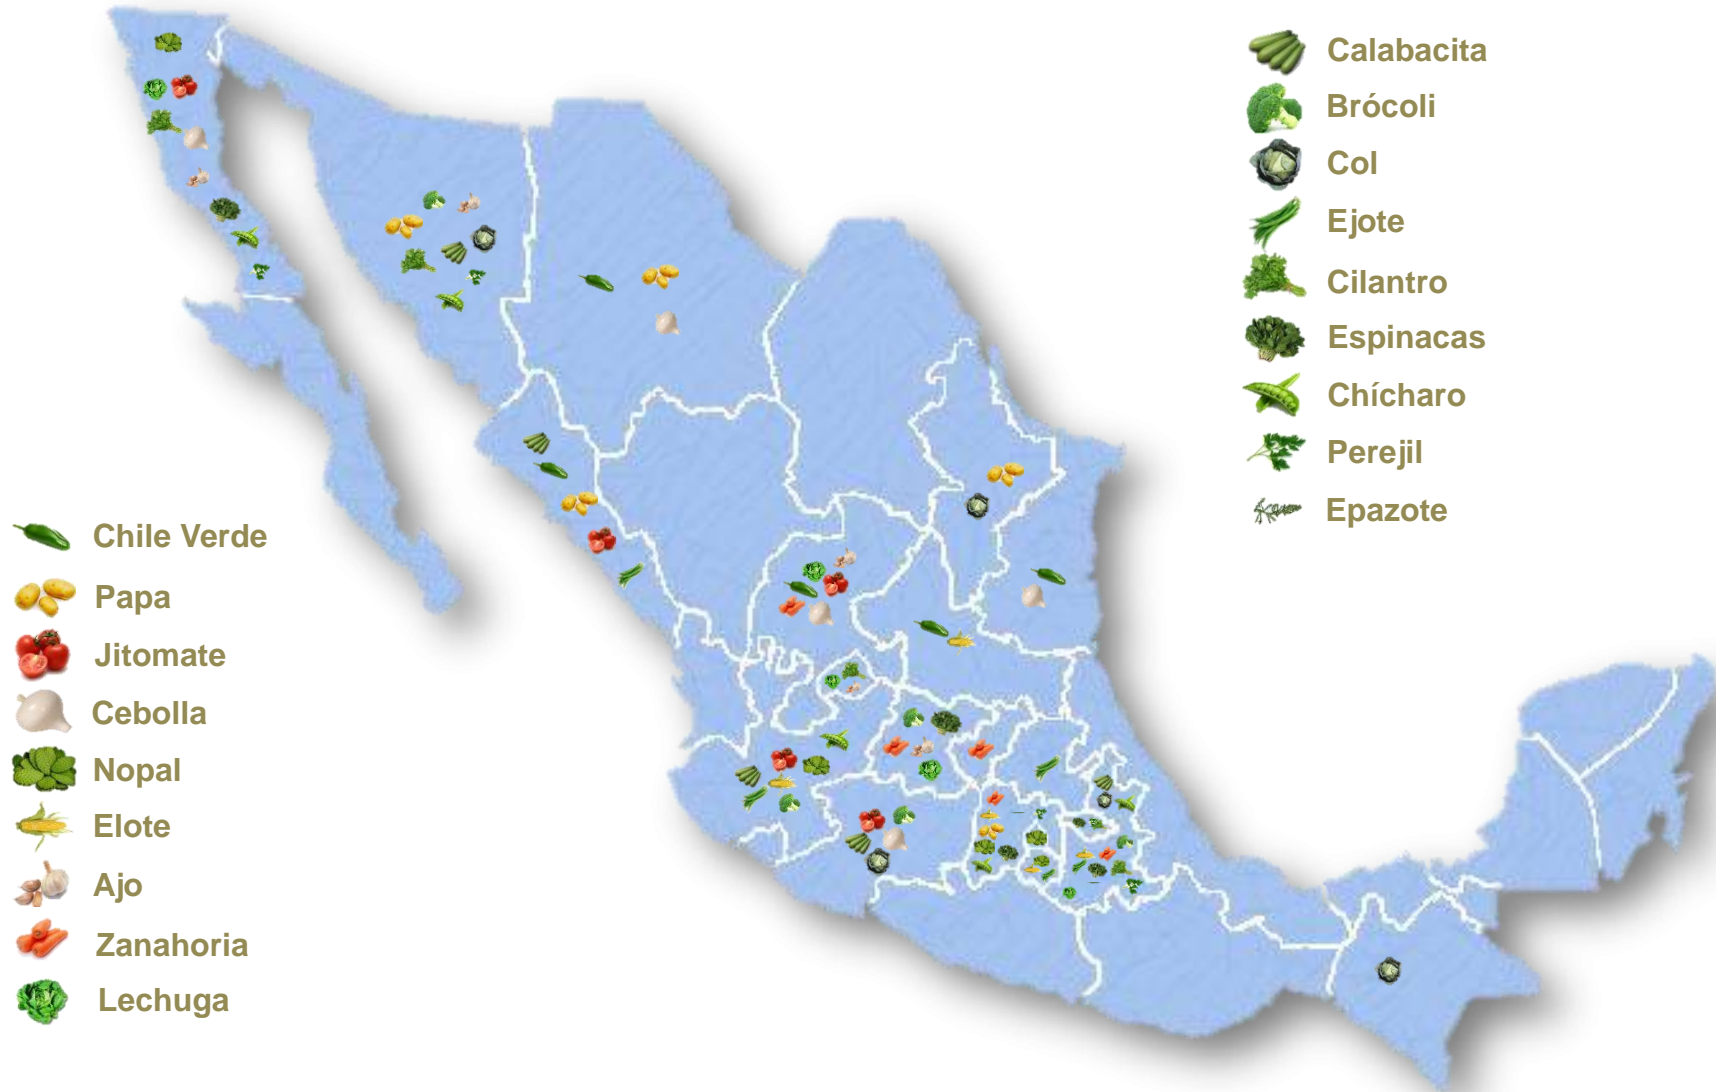 Calabacita
Brócoli
Col
Ejote
Cilantro
Espinacas
Chícharo
Perejil
Epazote
Chile Verde
Papa
Jitomate
Cebolla
Nopal
Elote
Ajo
Zanahoria
Lechuga